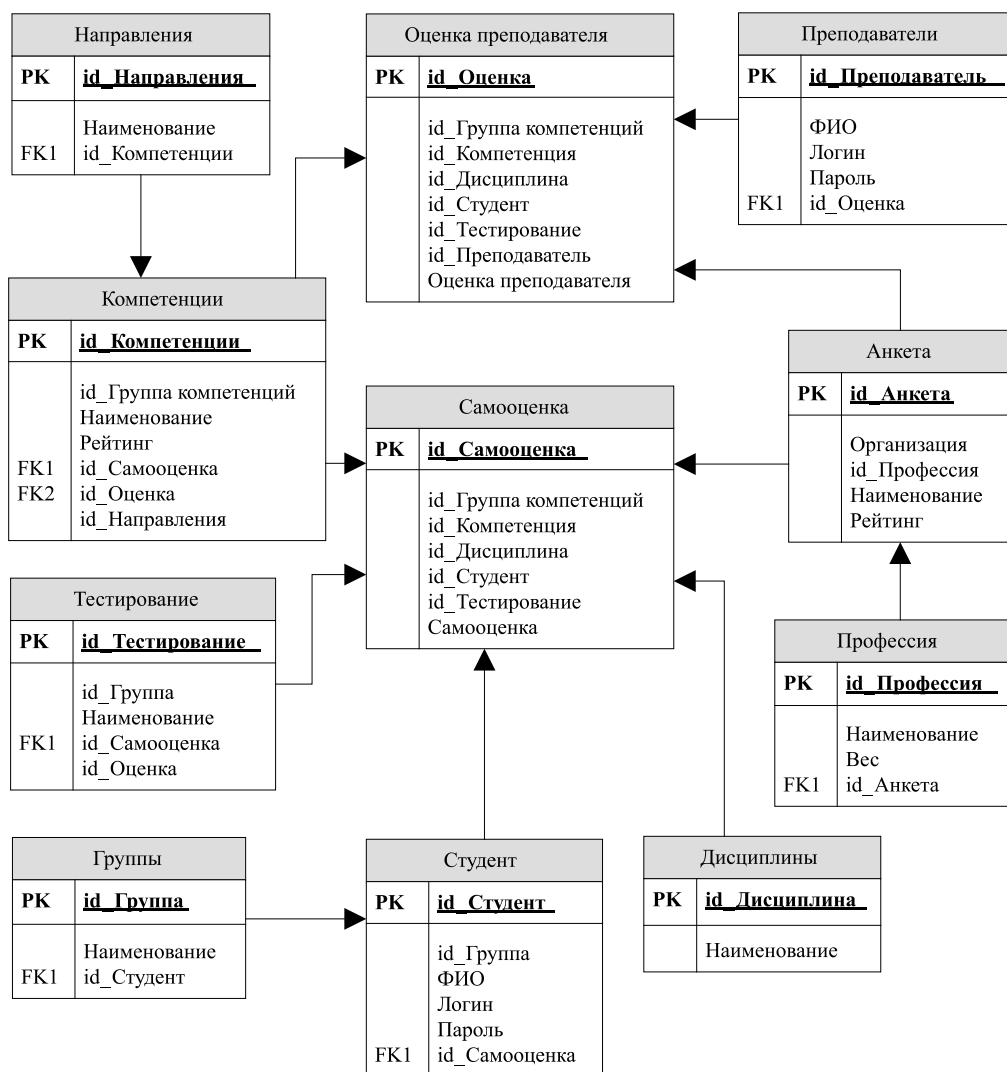 Направления
PK id_Направления
Наименование
FK1 id_Компетенции
Оценка преподавателя
PK id_Оценка
id_Группа компетенций
id_Компетенция
id_Дисциплина
id_Студент
id_Тестирование
id_Преподаватель
Оценка преподавателя
Преподаватели
PK id_Преподаватель
ФИО
Логин
Пароль
FK1 id_Оценка
Компетенции
PK id_Компетенции
id_Группа компетенций
Наименование
Рейтинг
FK1 id_Самооценка
FK2 id_Оценка
id_Направления
Самооценка
PK id_Самооценка
id_Группа компетенций
id_Компетенция
id_Дисциплина
id_Студент
id_Тестирование
Самооценка
Анкета
PK id_Анкета
Организация
id_Профессия
Наименование
Рейтинг
Тестирование
PK id_Тестирование
id_Группа
Наименование
FK1 id_Самооценка
id_Оценка
Профессия
PK id_Профессия
Наименование
Вес
FK1 id_Анкета
Группы
PK id_Группа
Наименование
FK1 id_Студент
Студент
PK id_Студент
id_Группа
ФИО
Логин
Пароль
FK1 id_Самооценка
Дисциплины
PK id_Дисциплина
Наименование